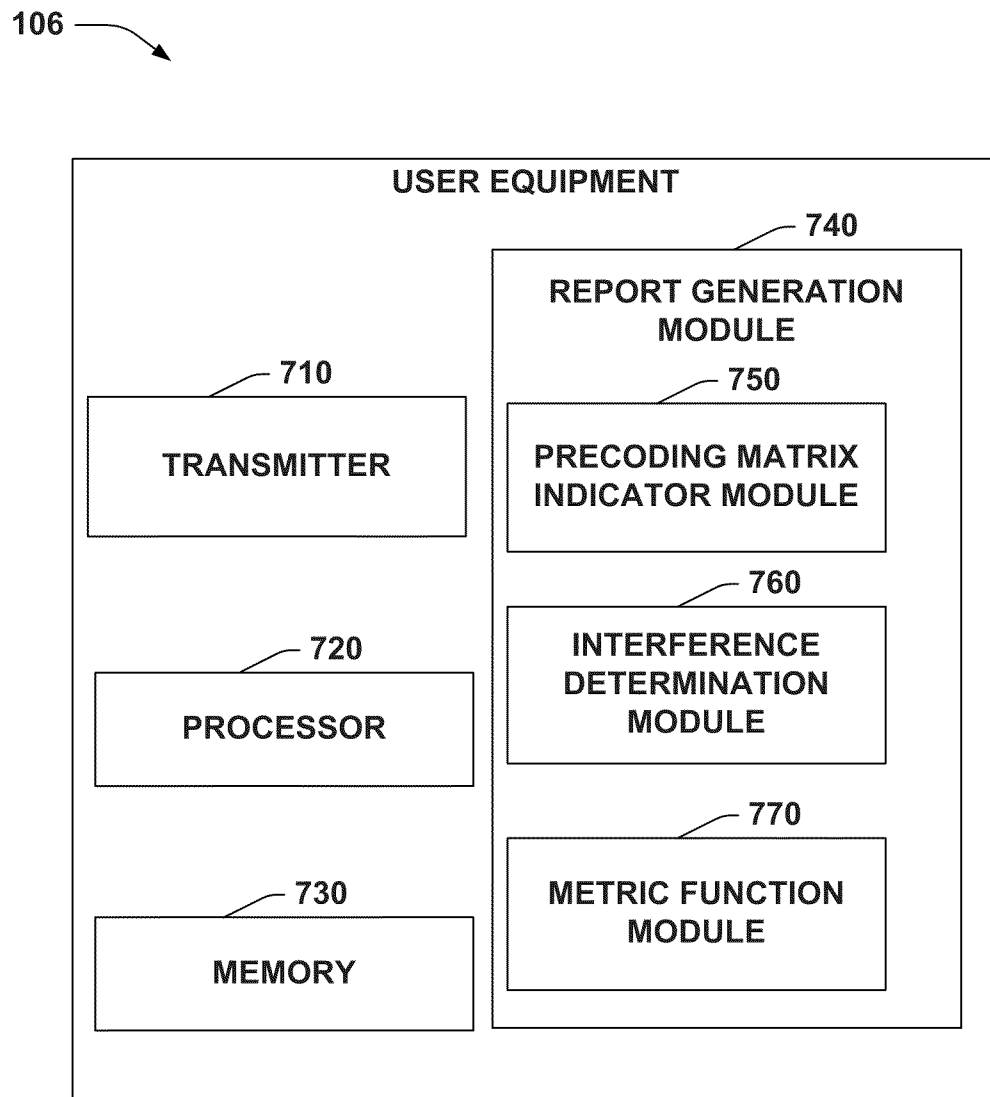 106
USER EQUIPMENT
740
REPORT GENERATION
MODULE
710
TRANSMITTER
750
PRECODING MATRIX
INDICATOR MODULE
720
PROCESSOR
760
INTERFERENCE
DETERMINATION
MODULE
730
MEMORY
770
METRIC FUNCTION
MODULE